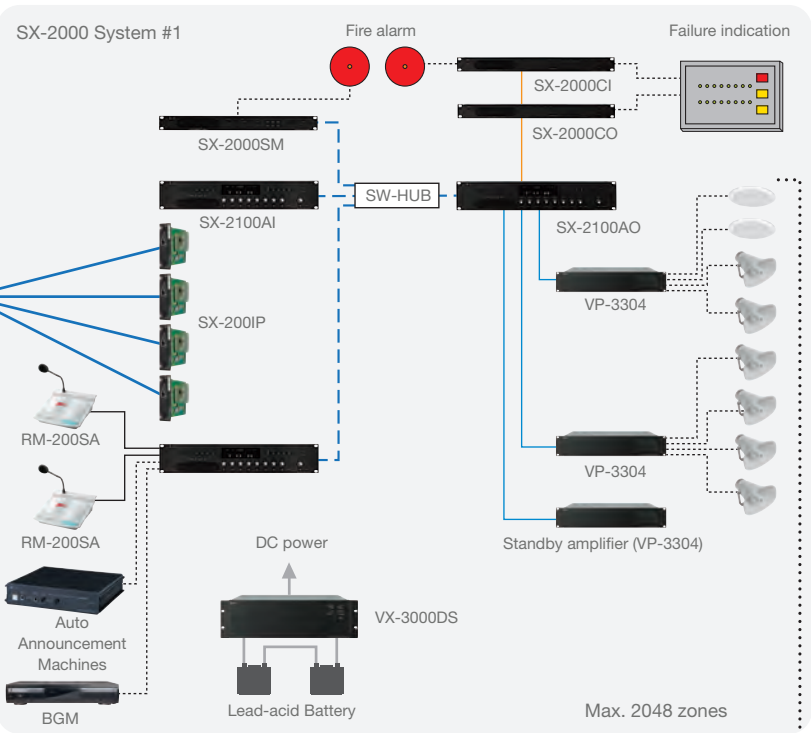 SX-2000 System #1
Fire alarm
Failure indication
SX-2000CI
SX-2000CO
SX-2000SM
SW-HUB
SX-2100AI
SX-2100AO
VP-3304
SX-200IP
RM-200SA
VP-3304
RM-200SA
DC power
Standby amplifier (VP-3304)
VX-3000DS
Auto
Announcement
Machines
Lead-acid Battery
BGM
Max. 2048 zones